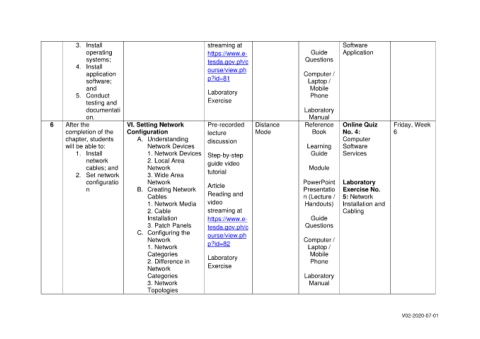 3. Install
operating
systems;
4. Install
application
software;
and
5. Conduct
testing and
documentati
on.
streaming at
https://www.e-
tesda.gov.ph/c
ourse/view.ph
p?id=81
Laboratory
Exercise
Guide
Questions
Computer /
Laptop /
Mobile
Phone
Laboratory
Manual
Software
Application
6
After the
completion of the
chapter, students
will be able to:
1. Install
network
cables; and
2. Set network
configuratio
n
VI. Setting Network
Configuration
A. Understanding
Network Devices
1. Network Devices
2. Local Area
Network
3. Wide Area
Network
B. Creating Network
Cables
1. Network Media
2. Cable
Installation
3. Patch Panels
C. Configuring the
Network
1. Network
Categories
2. Difference in
Network
Categories
3. Network
Topologies
Pre-recorded
lecture
discussion
Step-by-step
guide video
tutorial
Article
Reading and
video
streaming at
https://www.e-
tesda.gov.ph/c
ourse/view.ph
p?id=82
Laboratory
Exercise
Distance
Mode
Reference
Book
Learning
Guide
Module
PowerPoint
Presentatio
n (Lecture /
Handouts)
Guide
Questions
Computer /
Laptop /
Mobile
Phone
Laboratory
Manual
Online Quiz
No. 4:
Computer
Software
Services
Laboratory
Exercise No.
5: Network
Installation and
Cabling
Friday, Week
6
V02-2020-07-01